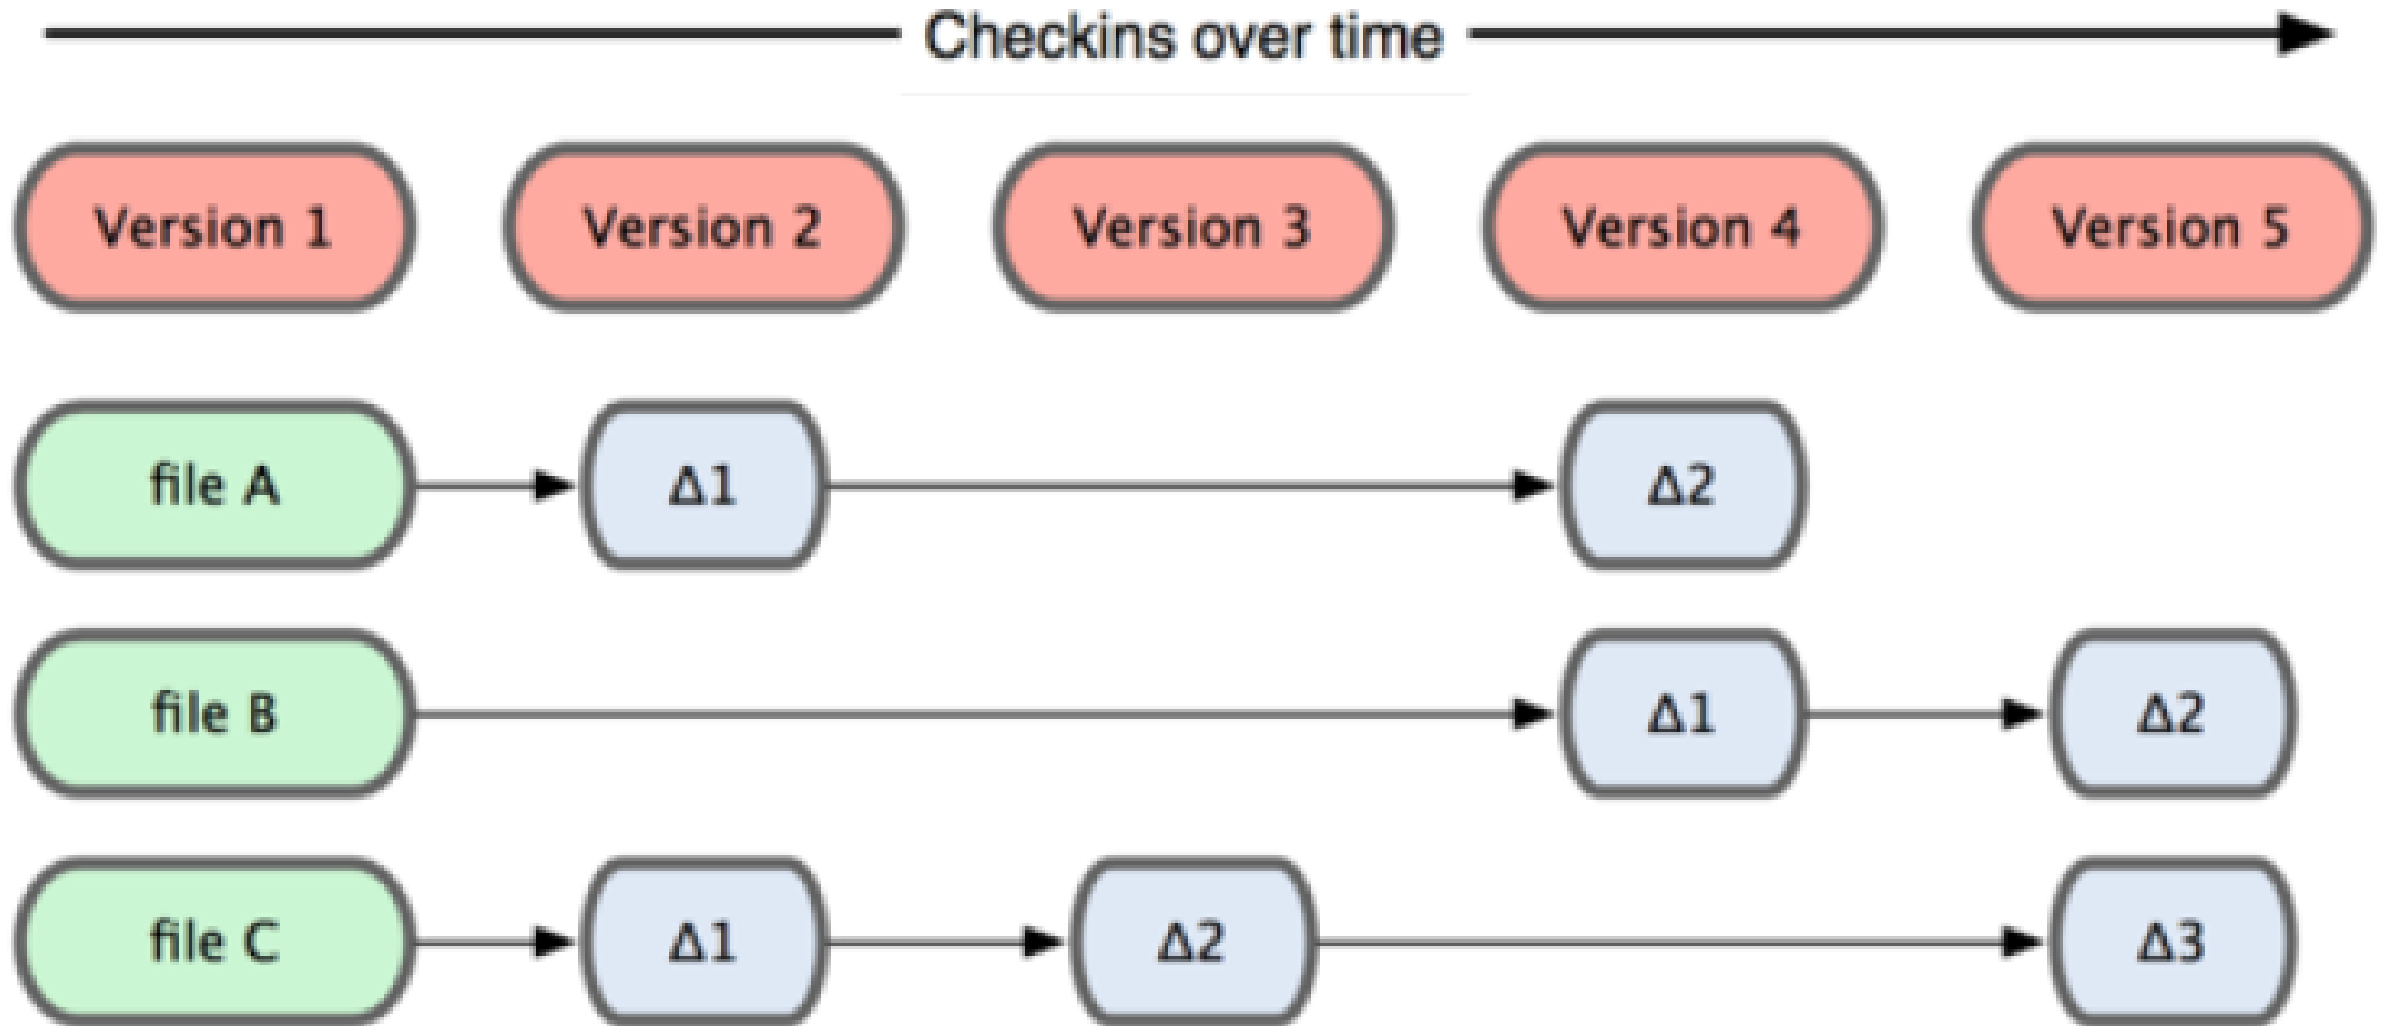 Checkins over time
Version 1 Version 2 Version 3 Version 4 Version 5
file A Δ1 Δ2
file B Δ1 Δ2
file C Δ1 Δ2 Δ3